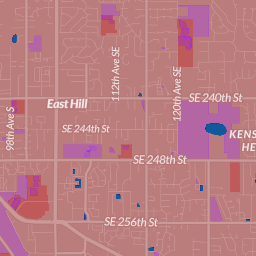 112th Ave SE
120th Ave SE
SE 240th St
East Hill
98th Ave S
SE 244th St
KENS
HE
SE 248th St
SE 256th St